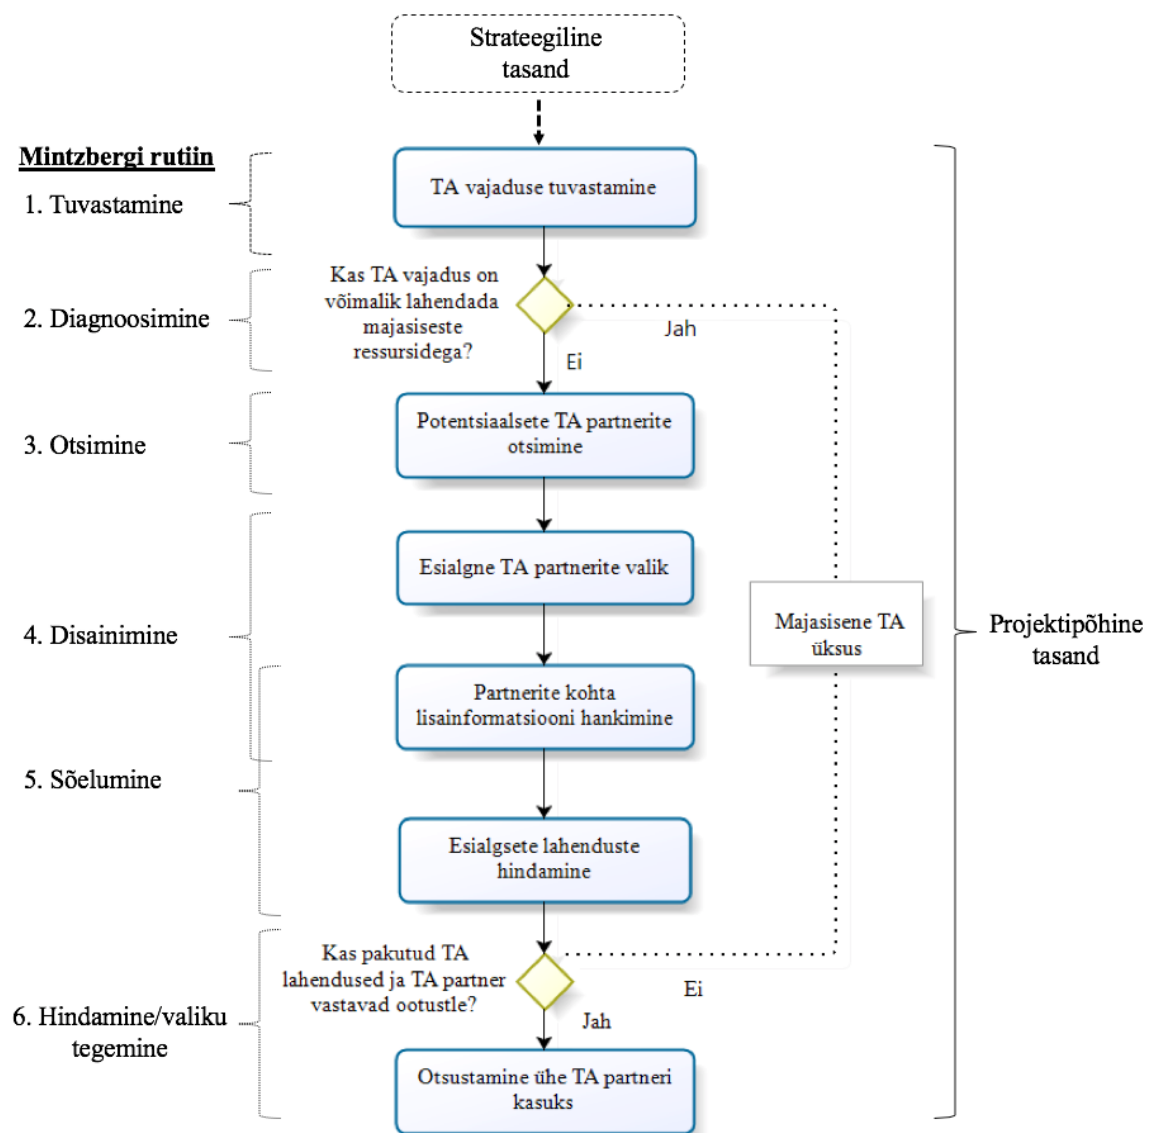 Strateegiline
tasand
Mintzbergi rutiin
1. Tuvastamine
TA vajaduse tuvastamine
2. Diagnoosimine
Kas TA vajadus on
võimalik lahendada
majasiseste
ressursidega?
Jah
Ei
3. Otsimine
Potentsiaalsete TA partnerite
otsimine
4. Disainimine
Esialgne TA partnerite valik
Majasisene TA
üksus
Projektipõhine
tasand
Partnerite kohta
lisainformatsiooni hankimine
5. Sõelumine
Esialgsete lahenduste
hindamine
6. Hindamine/valiku
tegemine
Kas pakutud TA
lahendused ja TA partner
vastavad ootustle?
Ei
Jah
Otsustamine ühe TA partneri
kasuks